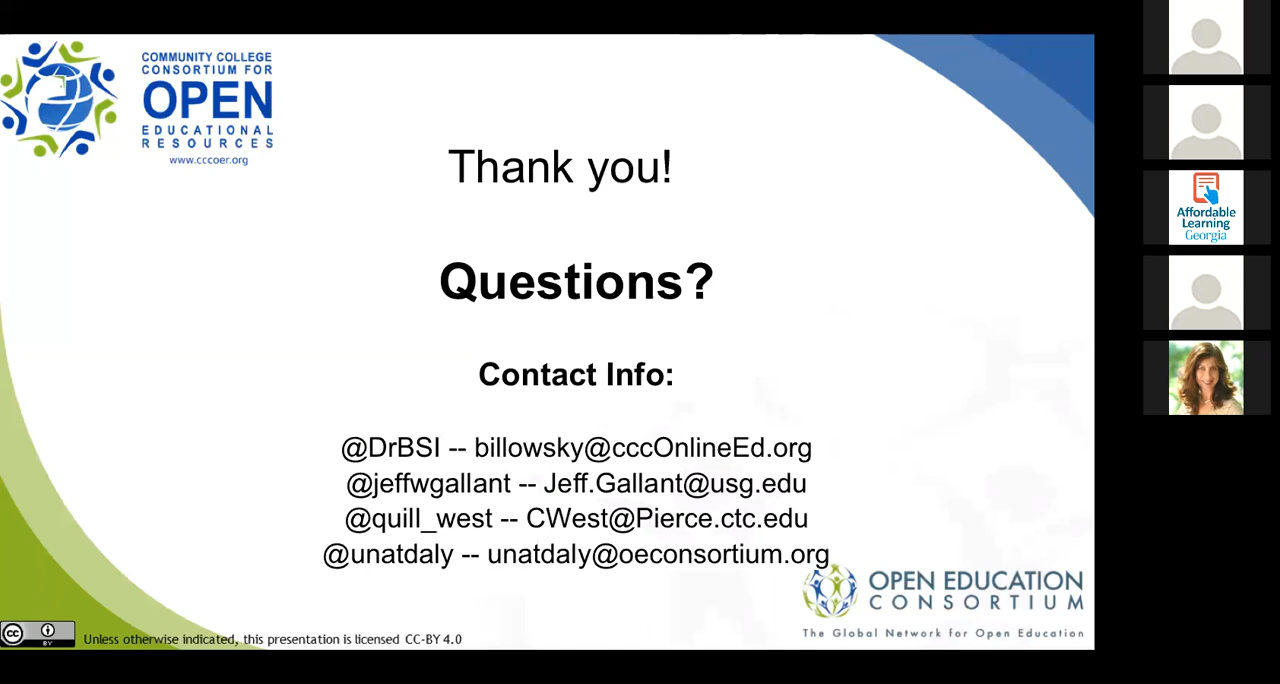 COMMUNITY COLLEGE
CONSORTIUM FOR
OPEN
EDUCATIONAL
RESOURCES
www.cccoer.org
Thank you!
Questions?
Contact Info:
@DrBSI -- billowsky@cccOnlineEd.org
@jeffwgallant -- Jeff.Gallant@usg.edu
@quill_west -- CWest@Pierce.ctc.edu
@unatdaly -- unatdaly@oeconsortium.org
OPEN EDUCATION
CONSORTIUM
The Global Network for Open Education
cc
BY
Unless otherwise indicated, this presentation is licensed CC-BY 4.0
Affordable
Learning
Georgia